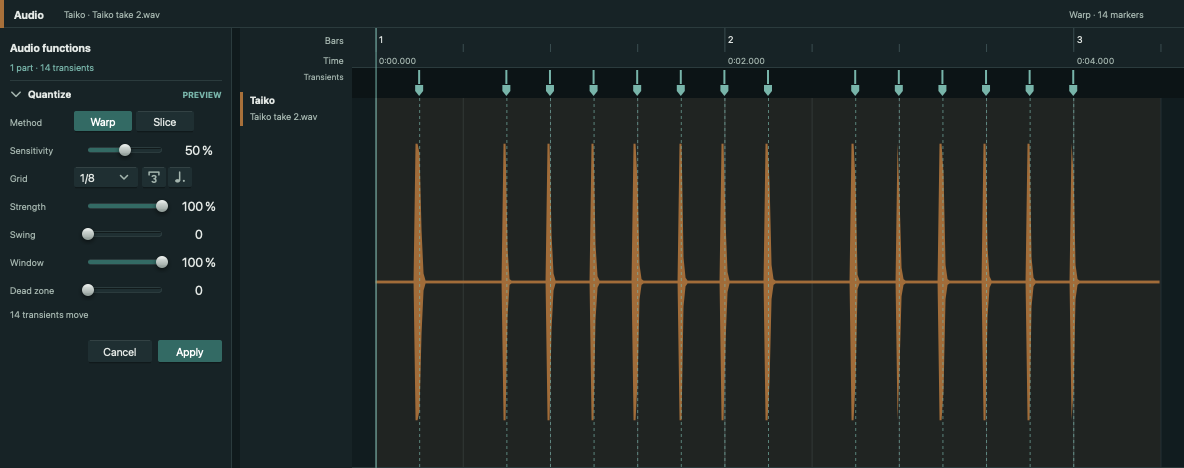 Audio
Taiko · Taiko take 2.wav
Warp · 14 markers
Audio functions
1 part · 14 transients
Quantize
PREVIEW
Method
Warp
Slice
Sensitivity
50 %
Grid
1/8
3
Strength
100 %
Swing
0
Window
100 %
Dead zone
0
14 transients move
Cancel
Apply
Bars
1
2
3
Time
0:00.000
0:02.000
0:04.000
Transients
Taiko
Taiko take 2.wav